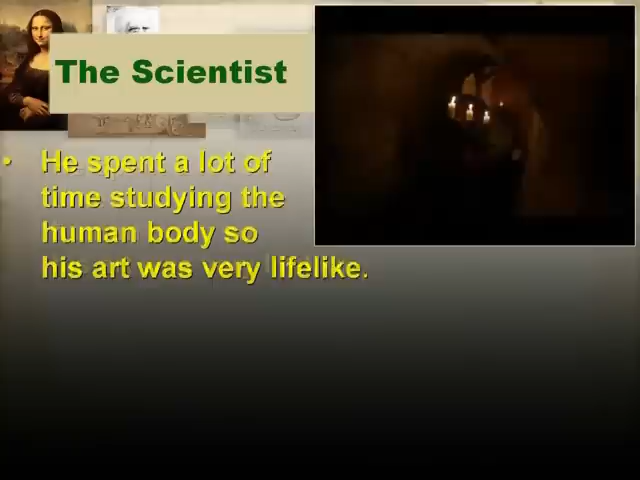 The Scientist
• He spent a lot of
time studying the
human body so
his art was very lifelike.